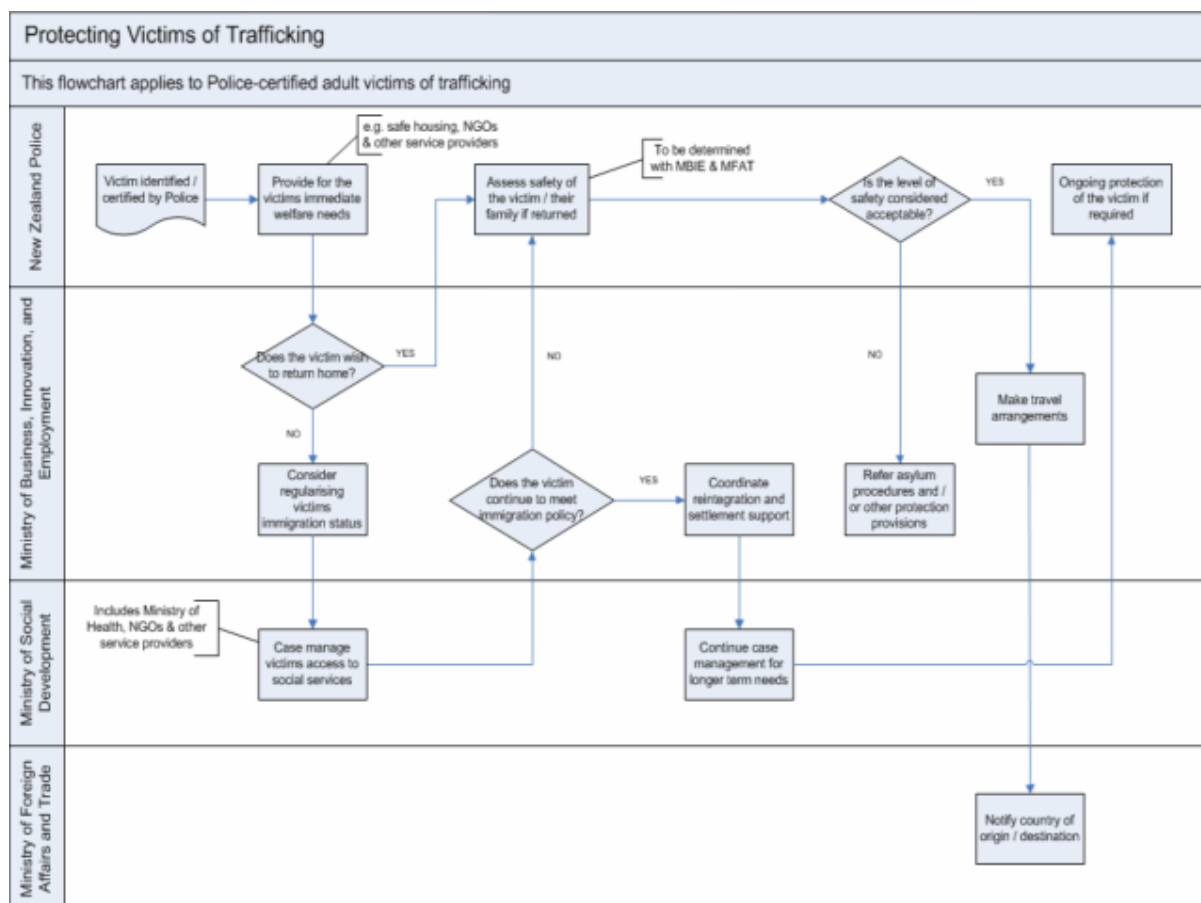 Protecting Victims of Trafficking
This flowchart applies to Police-certified adult victims of trafficking
New Zealand Police
Victim identified /
certified by Police
Provide for the
victims immediate
welfare needs
e.g. safe housing, NGOs
& other service providers
Assess safety of
the victim / their
family if returned
To be determined
with MBIE & MFAT
Is the level of
safety considered
acceptable?
YES
Ongoing protection
of the victim if
required
Ministry of Business, Innovation, and
Employment
Does the victim wish
to return home?
YES
NO
NO
NO
Make travel
arrangements
Consider
regularising
victims
immigration status
Does the victim
continue to meet
immigration policy?
YES
Coordinate
reintegration and
settlement support
Refer asylum
procedures and /
or other protection
provisions
Ministry of Social
Development
Includes Ministry of
Health, NGOs & other
service providers
Case manage
victims access to
social services
Continue case
management for
longer term needs
Ministry of Foreign
Affairs and Trade
Notify country of
origin / destination